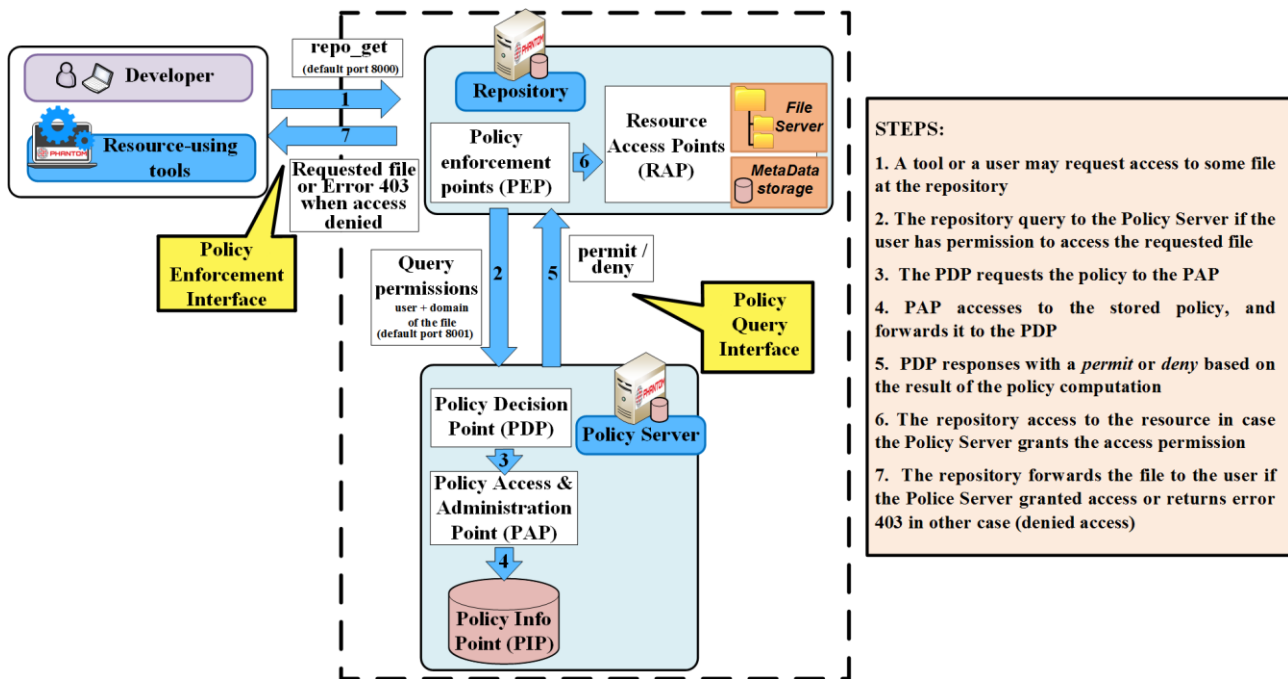 Developer
PHANTOM
Resource-using
tools
repo_get
(default port 8000)
1
7
Requested file
or Error 403
when access
denied
Policy
Enforcement
Interface
PHANTOM
Repository
Policy
enforcement
points (PEP)
6
Resource
Access Points
(RAP)
File
Server
MetaData
storage
Query
permissions
user + domain
of the file
(default port 8001)
2
5
permit /
deny
Policy
Query
Interface
PHANTOM
Policy Server
Policy Decision
Point (PDP)
3
Policy Access &
Administration
Point (PAP)
4
Policy Info
Point (PIP)
STEPS:
1. A tool or a user may request access to some file
at the repository
2. The repository query to the Policy Server if the
user has permission to access the requested file
3. The PDP requests the policy to the PAP
4. PAP accesses to the stored policy, and
forwards it to the PDP
5. PDP responses with a permit or deny based on
the result of the policy computation
6. The repository access to the resource in case
the Policy Server grants the access permission
7. The repository forwards the file to the user if
the Police Server granted access or returns error
403 in other case (denied access)